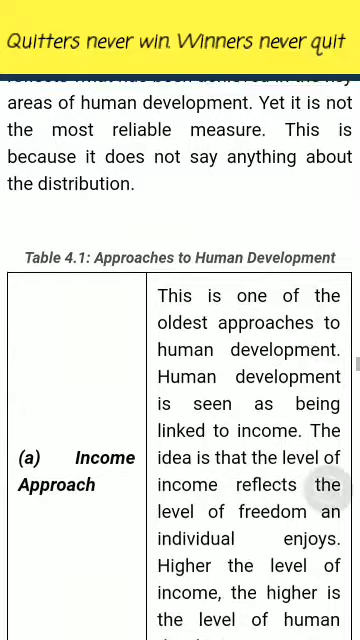 Quitters never win. Winners never quit
areas of human development. Yet it is not
the most reliable measure. This is
because it does not say anything about
the distribution.
Table 4.1: Approaches to Human Development
(a) Income
Approach
This is one of the
oldest approaches to
human development.
Human development
is seen as being
linked to income. The
idea is that the level of
income reflects the
level of freedom an
individual enjoys.
Higher the level of
income, the higher is
the level of human